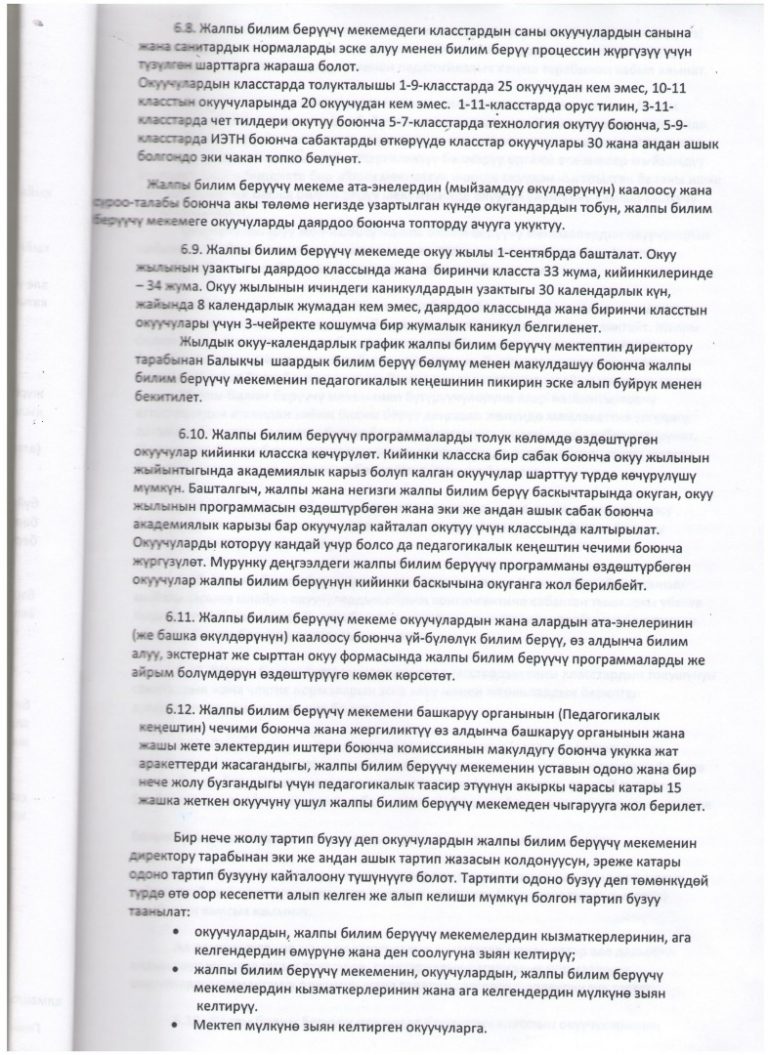 6.8. Жалпы билим берүүчү мекемедеги класстардын саны окуучулардын санына
жана санитардык нормаларды эске алуу менен билим берүү процессин жүргүзүү үчүн
түзүлгөн шарттарга жараша болот.
Окуучулардын класстарда толукталышы 1-9-класстарда 25 окуучудан кем эмес, 10-11
класстын окуучуларында 20 окуучудан кем эмес. 1-11-класстарда орус тилин, 3-11-
класстарда чет тилдери окутуу боюнча 5-7-класстарда технология окутуу боюнча, 5-9-
класстарда ИЭТН боюнча сабактарды өткөрүүдө класстар окуучулары 30 жана андан ашык
болгондо эки чакан топко бөлүнөт.
Жалпы билим берүүчү мекеме ата-энелердин (мыйзамдуу өкүлдөрүнүн) каалоосу жана
суроо-талабы боюнча акы төлөмө негизде узартылган күндө окугандардын тобун, жалпы билим
берүүчү мекемеге окуучуларды даярдоо боюнча топторду ачууга укуктуу.
6.9. Жалпы билим берүүчү мекемеде окуу жылы 1-сентябрда башталат. Окуу
жылынын узактыгы даярдоо классында жана биринчи класста 33 жума, кийинкилеринде
– 34 жума. Окуу жылынын ичиндеги каникулдардын узактыгы 30 календарлык күн,
жайында 8 календарлык жумадан кем эмес, даярдоо классында жана биринчи класстын
окуучулары үчүн 3-чейректе кошумча бир жумалык каникул белгиленет.
Жылдык окуу-календарлык график жалпы билим берүүчү мектептин директору
тарабынан Балыкчы шаардык билим берүү бөлүмү менен макулдашуу боюнча жалпы
билим берүүчү мекеменин педагогикалык кеңешинин пикирин эске алып буйрук менен
бекитилет.
6.10. Жалпы билим берүүчү программаларды толук көлөмдө өздөштүргөн
окуучулар кийинки класска көчүрүлөт. Кийинки класска бир сабак боюнча окуу жылынын
жыйынтыгында академиялык карыз болуп калган окуучулар шарттуу түрдө көчүрүлүшү
мүмкүн. Башталгыч, жалпы жана негизги жалпы билим берүү баскычтарында окуган, окуу
жылынын программасын өздөштүрбөгөн жана эки же андан ашык сабак боюнча
академиялык карызы бар окуучулар кайталап окутуу үчүн классында калтырылат.
Окуучуларды которуу кандай учур болсо да педагогикалык кеңештин чечими боюнча
жүргүзүлөт. Мурунку деңгээлдеги жалпы билим берүүчү программаны өздөштүрбөгөн
окуучулар жалпы билим берүүнүн кийинки баскычына окуганга жол берилбейт.
6.11. Жалпы билим берүүчү мекеме окуучулардын жана алардын ата-энелеринин
(же башка өкүлдөрүнүн) каалоосу боюнча үй-бүлөлүк билим берүү, өз алдынча билим
алуу, экстернат же сырттан окуу формасында жалпы билим берүүчү программаларды же
айрым бөлүмдөрүн өздөштүрүүгө көмөк көрсөтөт.
6.12. Жалпы билим берүүчү мекемени башкаруу органынын (Педагогикалык
кеңештин) чечими боюнча жана жергиликтүү өз алдынча башкаруу органынын жана
жашы жете электердин иштери боюнча комиссиянын макулдугу боюнча укукка жат
аракеттерди жасагандыгы, жалпы билим берүүчү мекеменин уставын одоно жана бир
нече жолу бузгандыгы үчүн педагогикалык таасир этүүнүн акыркы чарасы катары 15
жашка жеткен окуучуну ушул жалпы билим берүүчү мекемеден чыгарууга жол берилет.
Бир нече жолу тартип бузуу деп окуучулардын жалпы билим берүүчү мекеменин
директору тарабынан эки же андан ашык тартип жазасын колдонуусун, эреже катары
одоно тартип бузууну кайталоону түшүнүүгө болот. Тартипти одоно бузуу деп төмөнкүдөй
түрдө өтө оор кесепетти алып келген же алып келиши мүмкүн болгон тартип бузуу
таанылат:
• окуучулардын, жалпы билим берүүчү мекемелердин кызматкерлеринин, ага
келгендердин өмүрүнө жана ден соолугуна зыян келтирүү;
• жалпы билим берүүчү мекеменин, окуучулардын, жалпы билим берүүчү
мекемелердин кызматкерлеринин жана ага келгендердин мүлкүнө зыян
келтирүү.
• Мектеп мүлкүнө зыян келтирген окуучуларга.